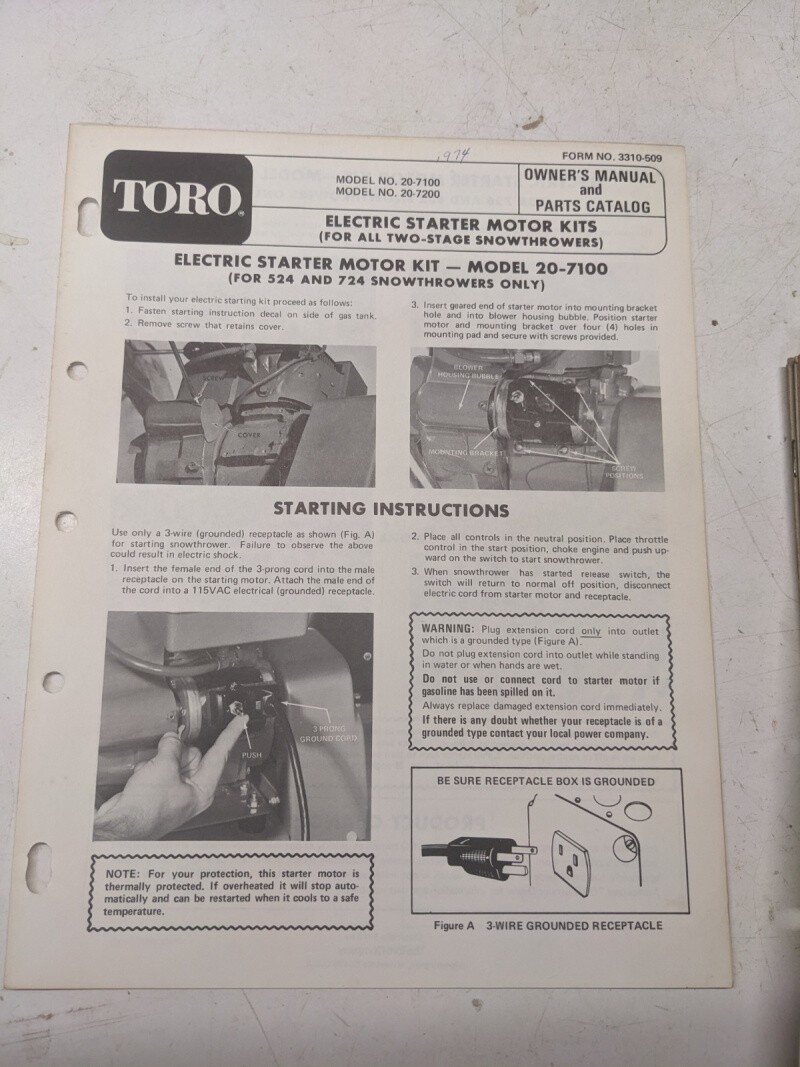 1974
FORM NO. 3310-509
TORO®
MODEL NO. 20-7100
MODEL NO. 20-7200
OWNER'S MANUAL
and
PARTS CATALOG
ELECTRIC STARTER MOTOR KITS
(FOR ALL TWO-STAGE SNOWTHROWERS)
ELECTRIC STARTER MOTOR KIT — MODEL 20-7100
(FOR 524 AND 724 SNOWTHROWERS ONLY)
To install your electric starting kit proceed as follows:
1. Fasten starting instruction decal on side of gas tank.
2. Remove screw that retains cover.
3. Insert geared end of starter motor into mounting bracket
hole and into blower housing bubble. Position starter
motor and mounting bracket over four (4) holes in
mounting pad and secure with screws provided.
SCREW
COVER
BLOWER
HOUSING BUBBLE
MOUNTING BRACKET
SCREW
POSITIONS
STARTING INSTRUCTIONS
Use only a 3-wire (grounded) receptacle as shown (Fig. A)
for starting snowthrower. Failure to observe the above
could result in electric shock.
1. Insert the female end of the 3-prong cord into the male
receptacle on the starting motor. Attach the male end of
the cord into a 115VAC electrical (grounded) receptacle.
2. Place all controls in the neutral position. Place throttle
control in the start position, choke engine and push up-
ward on the switch to start snowthrower.
3. When snowthrower has started release switch, the
switch will return to normal off position, disconnect
electric cord from starter motor and receptacle.
3 PRONG
GROUND CORD
PUSH
WARNING: Plug extension cord only into outlet
which is a grounded type (Figure A).
Do not plug extension cord into outlet while standing
in water or when hands are wet.
Do not use or connect cord to starter motor if
gasoline has been spilled on it.
Always replace damaged extension cord immediately.
If there is any doubt whether your receptacle is of a
grounded type contact your local power company.
NOTE: For your protection, this starter motor is
thermally protected. If overheated it will stop auto-
matically and can be restarted when it cools to a safe
temperature.
BE SURE RECEPTACLE BOX IS GROUNDED
Figure A 3-WIRE GROUNDED RECEPTACLE